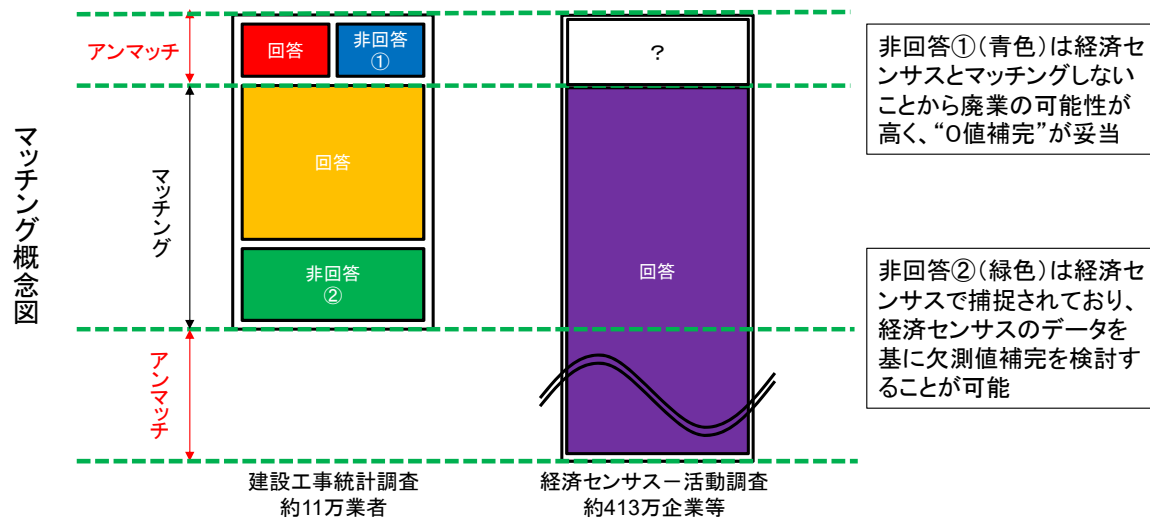 マッチング概念図
アンマッチ
マッチング
アンマッチ
回答
非回答
①
回答
非回答
②
建設工事統計調査
約11万業者
?
回答
経済センサス－活動調査
約413万企業等
非回答①(青色)は経済セ
ンサスとマッチングしない
ことから廃業の可能性が
高く、“0値補完”が妥当
非回答②(緑色)は経済セ
ンサスで捕捉されており、
経済センサスのデータを
基に欠測値補完を検討す
ることが可能